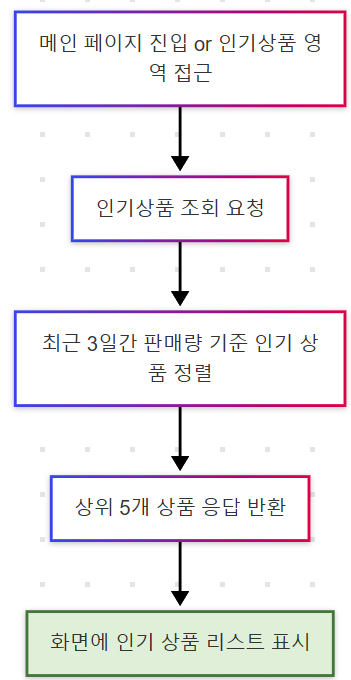 메인 페이지 진입 or 인기상품 영
역 접근
인기상품 조회 요청
최근 3일간 판매량 기준 인기 상
품 정렬
상위 5개 상품 응답 반환
화면에 인기 상품 리스트 표시